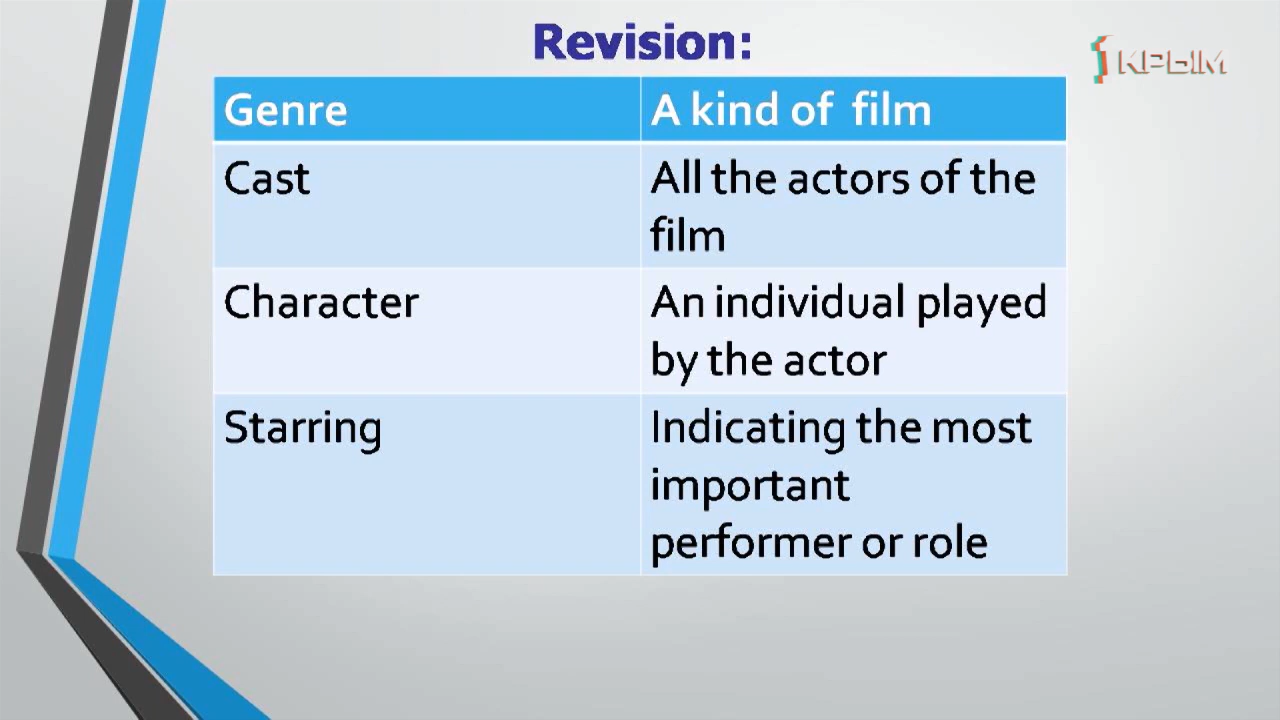 Revision:
КРЫМ
Genre
A kind of film
Cast
All the actors of the
film
Character
An individual played
by the actor
Starring
Indicating the most
important
performer or role